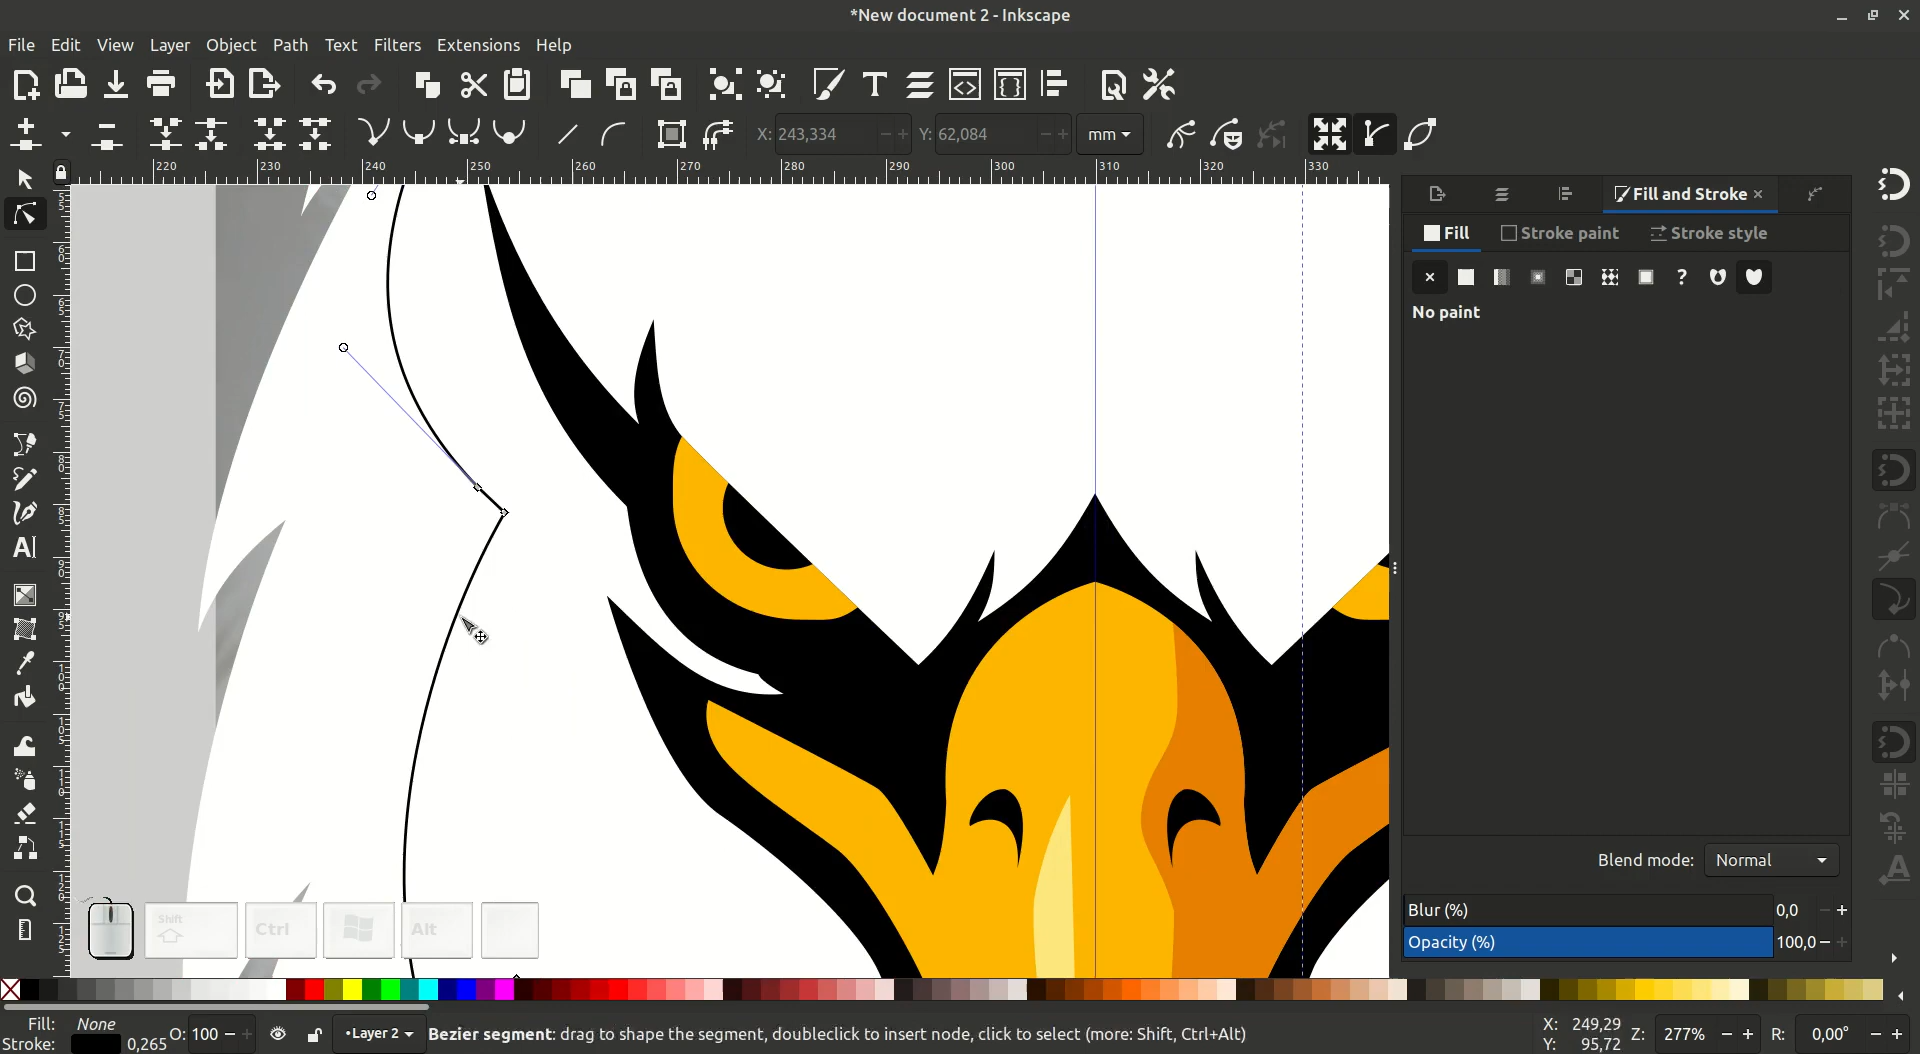 *New document 2 - Inkscape
File Edit View Layer Object Path Text Filters Extensions Help
X: 243,334 Y: 62,084 mm
220 230 240 250 260 270 280 290 300 310 320 330
Fill and Stroke
Fill Stroke paint Stroke style
No paint
Blend mode: Normal
Blur (%) 0,0
Opacity (%) 100,0
Shift
Ctrl Alt
Fill: None
Stroke: 0,265
O: 100
•Layer 2
Bezier segment: drag to shape the segment, doubleclick to insert node, click to select (more: Shift, Ctrl+Alt)
X: 249,29
Y: 95,72
Z: 277%
R: 0,00°